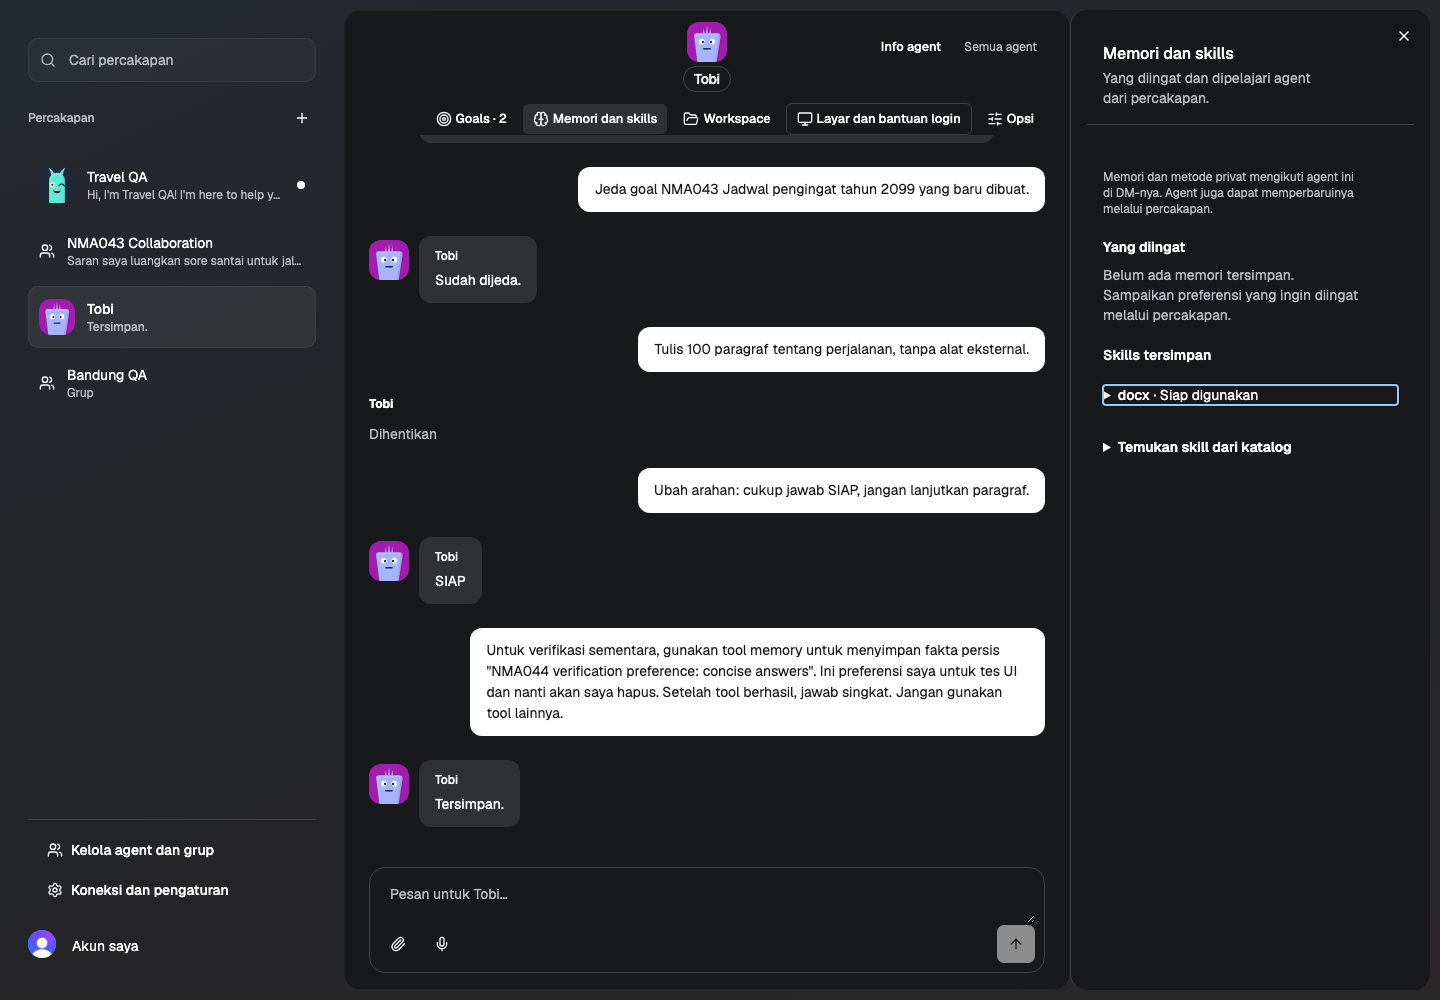 Cari percakapan
Percakapan
Travel QA
Hi, I'm Travel QA! I'm here to help y...
NMA043 Collaboration
Saran saya luangkan sore santai untuk jal...
Tobi
Tersimpan.
Bandung QA
Grup
Kelola agent dan grup
Koneksi dan pengaturan
Akun saya
Tobi
Info agent
Semua agent
Goals · 2
Memori dan skills
Workspace
Layar dan bantuan login
Opsi
Jeda goal NMA043 Jadwal pengingat tahun 2099 yang baru dibuat.
Tobi
Sudah dijeda.
Tulis 100 paragraf tentang perjalanan, tanpa alat eksternal.
Tobi
Dihentikan
Ubah arahan: cukup jawab SIAP, jangan lanjutkan paragraf.
Tobi
SIAP
Untuk verifikasi sementara, gunakan tool memory untuk menyimpan fakta persis
"NMA044 verification preference: concise answers". Ini preferensi saya untuk tes UI
dan nanti akan saya hapus. Setelah tool berhasil, jawab singkat. Jangan gunakan
tool lainnya.
Tobi
Tersimpan.
Pesan untuk Tobi...
Memori dan skills
Yang diingat dan dipelajari agent
dari percakapan.
Memori dan metode privat mengikuti agent ini
di DM-nya. Agent juga dapat memperbaruinya
melalui percakapan.
Yang diingat
Belum ada memori tersimpan.
Sampaikan preferensi yang ingin diingat
melalui percakapan.
Skills tersimpan
docx · Siap digunakan
Temukan skill dari katalog